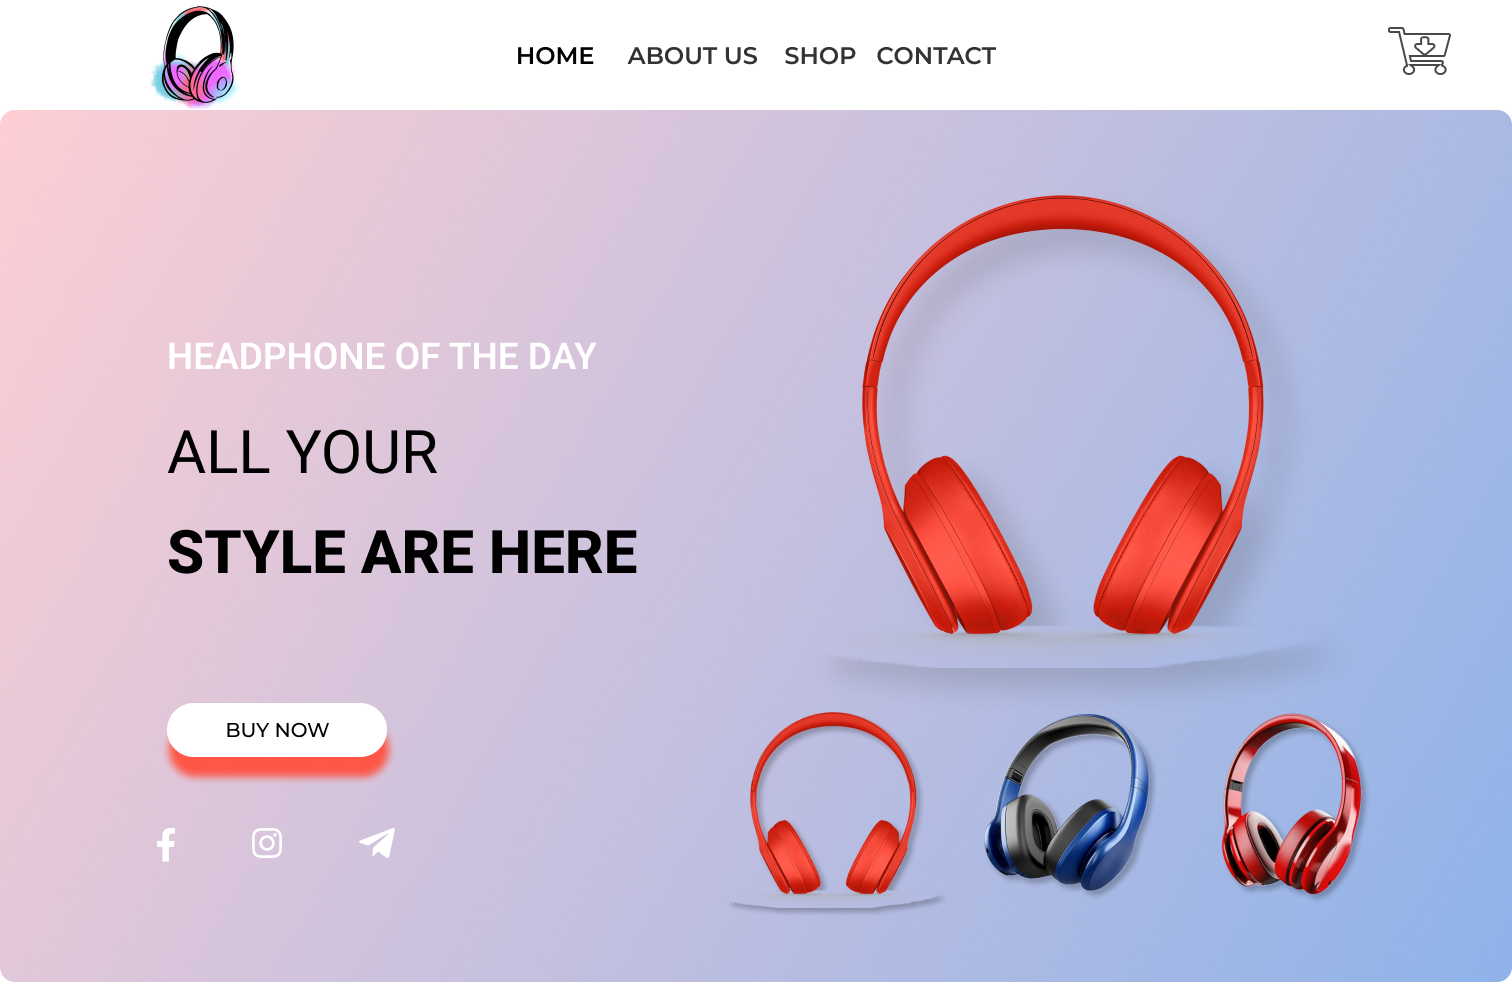 HOME ABOUT US SHOP CONTACT
HEADPHONE OF THE DAY
ALL YOUR
STYLE ARE HERE
BUY NOW